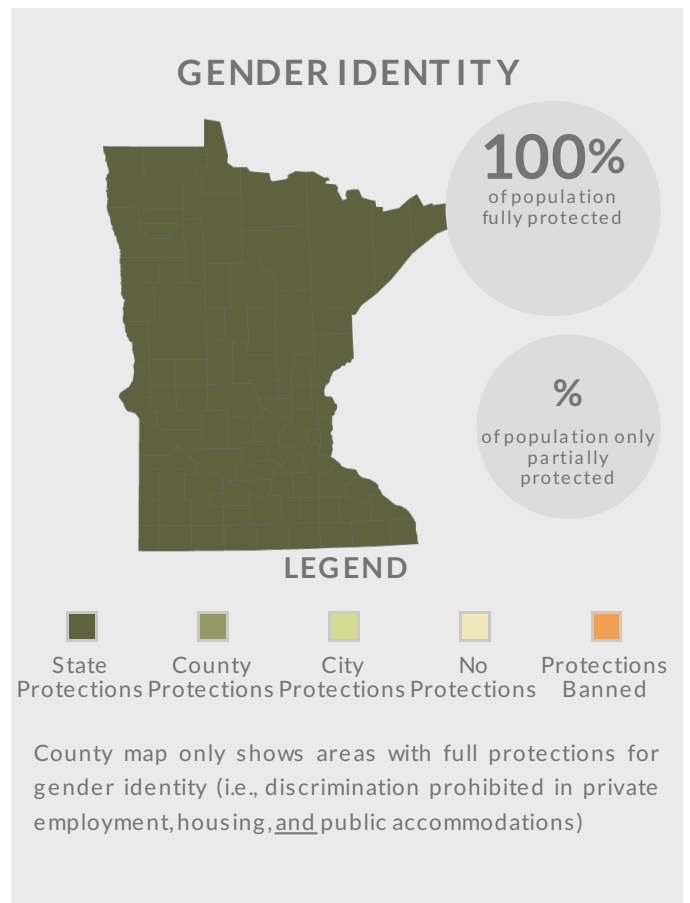 GENDER IDENTITY
100%
of population
fully protected
%
of population only
partially
protected
LEGEND
State
Protections
County
Protections
City
Protections
No
Protections
Protections
Banned
County map only shows areas with full protections for
gender identity (i.e., discrimination prohibited in private
employment, housing, and public accommodations)